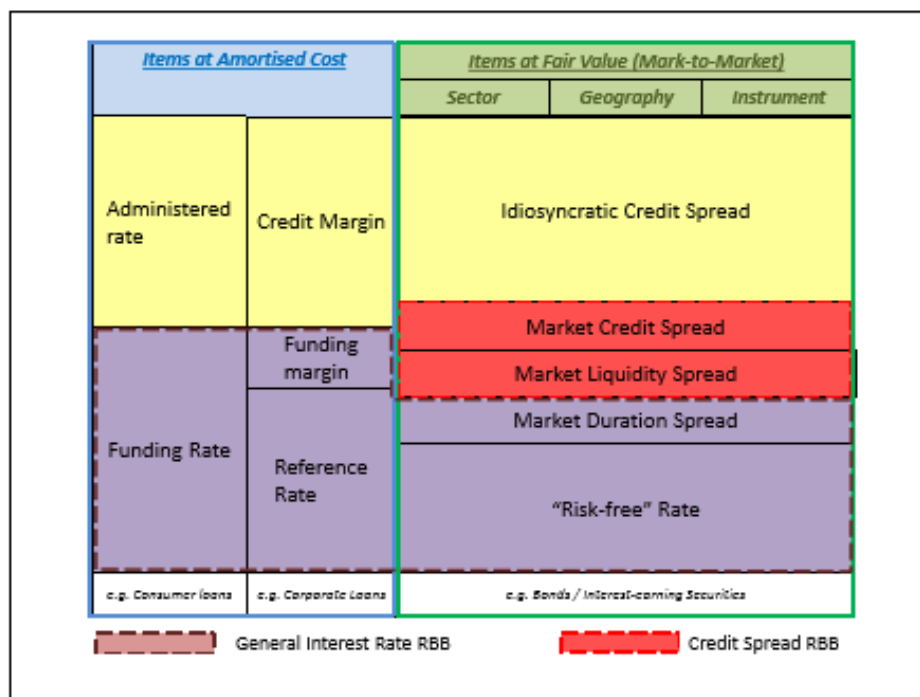 Items at Amortised Cost
Items at Fair Value (Mark-to-Market)
Sector
Geography
Instrument
Administered
rate
Credit Margin
Idiosyncratic Credit Spread
Market Credit Spread
Funding
margin
Market Liquidity Spread
Market Duration Spread
Funding Rate
Reference
Rate
“Risk-free” Rate
e.g. Consumer loans
e.g. Corporate Loans
e.g. Bonds / Interest-earning Securities
General Interest Rate RBB
Credit Spread RBB